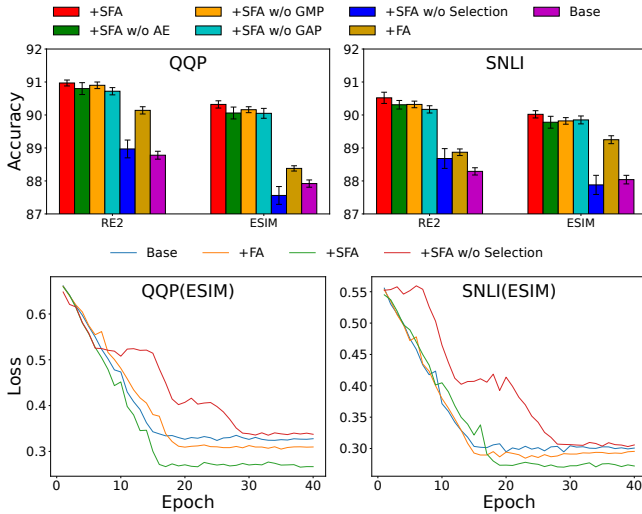 +SFA
+SFA w/o GMP
+SFA w/o Selection
Base
+SFA w/o AE
+SFA w/o GAP
+FA
QQP
Accuracy
92
91
90
89
88
87
RE2
ESIM
SNLI
92
91
90
89
88
87
RE2
ESIM
Base
+FA
+SFA
+SFA w/o Selection
QQP(ESIM)
Loss
0.6
0.5
0.4
0.3
0
10
20
30
40
Epoch
SNLI(ESIM)
0.55
0.50
0.45
0.40
0.35
0.30
0
10
20
30
40
Epoch